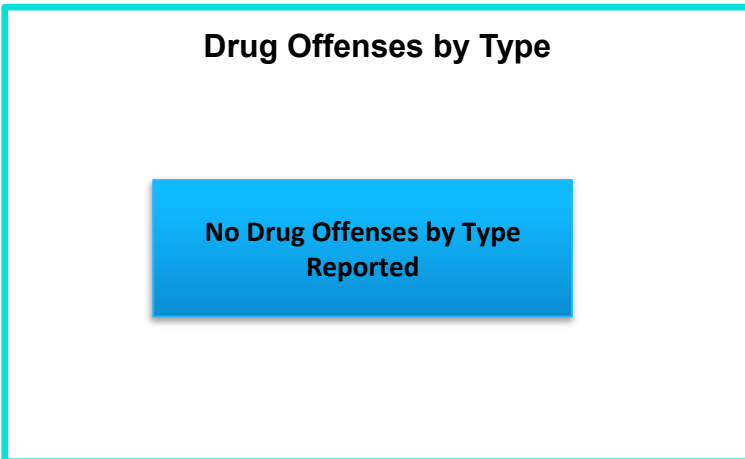 Drug Offenses by Type
No Drug Offenses by Type
Reported